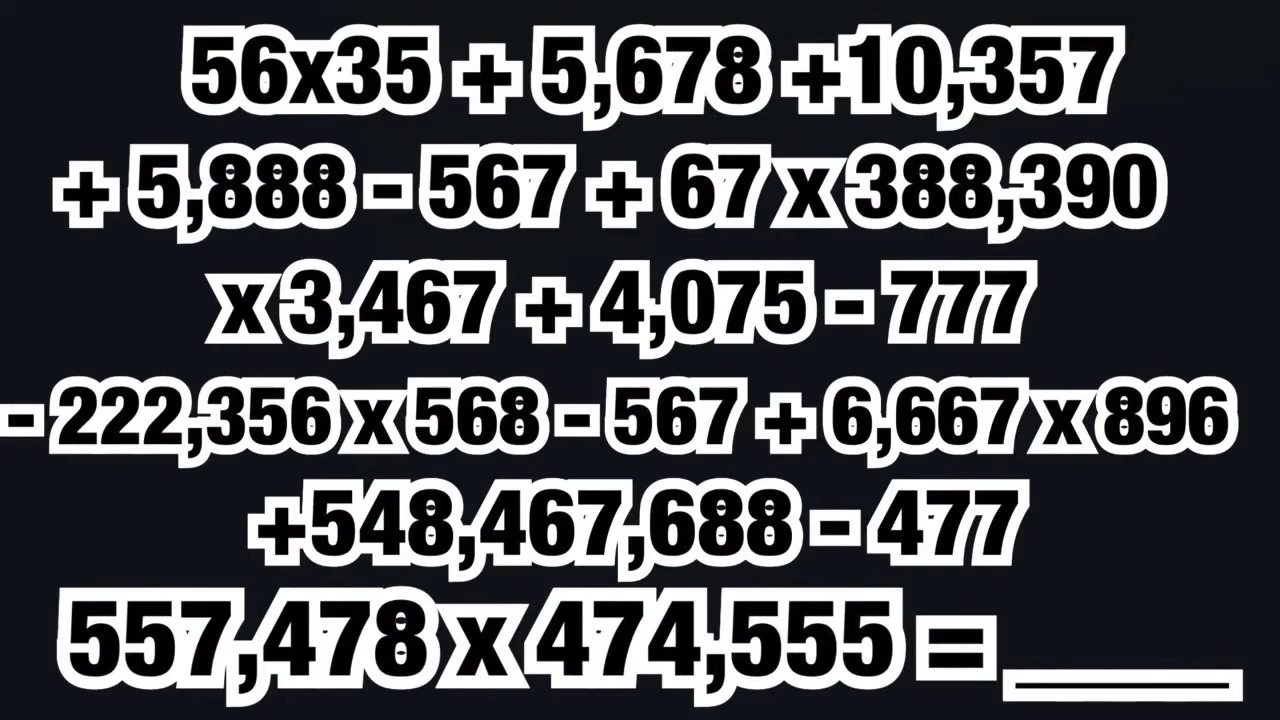 56x35 + 5,678 +10,357
+ 5,888 - 567 + 67 x 388,390
x 3,467 + 4,075 - 777
- 222,356 x 568 - 567 + 6,667 x 896
+548,467,688 - 477
557,478 x 474,555 = ____